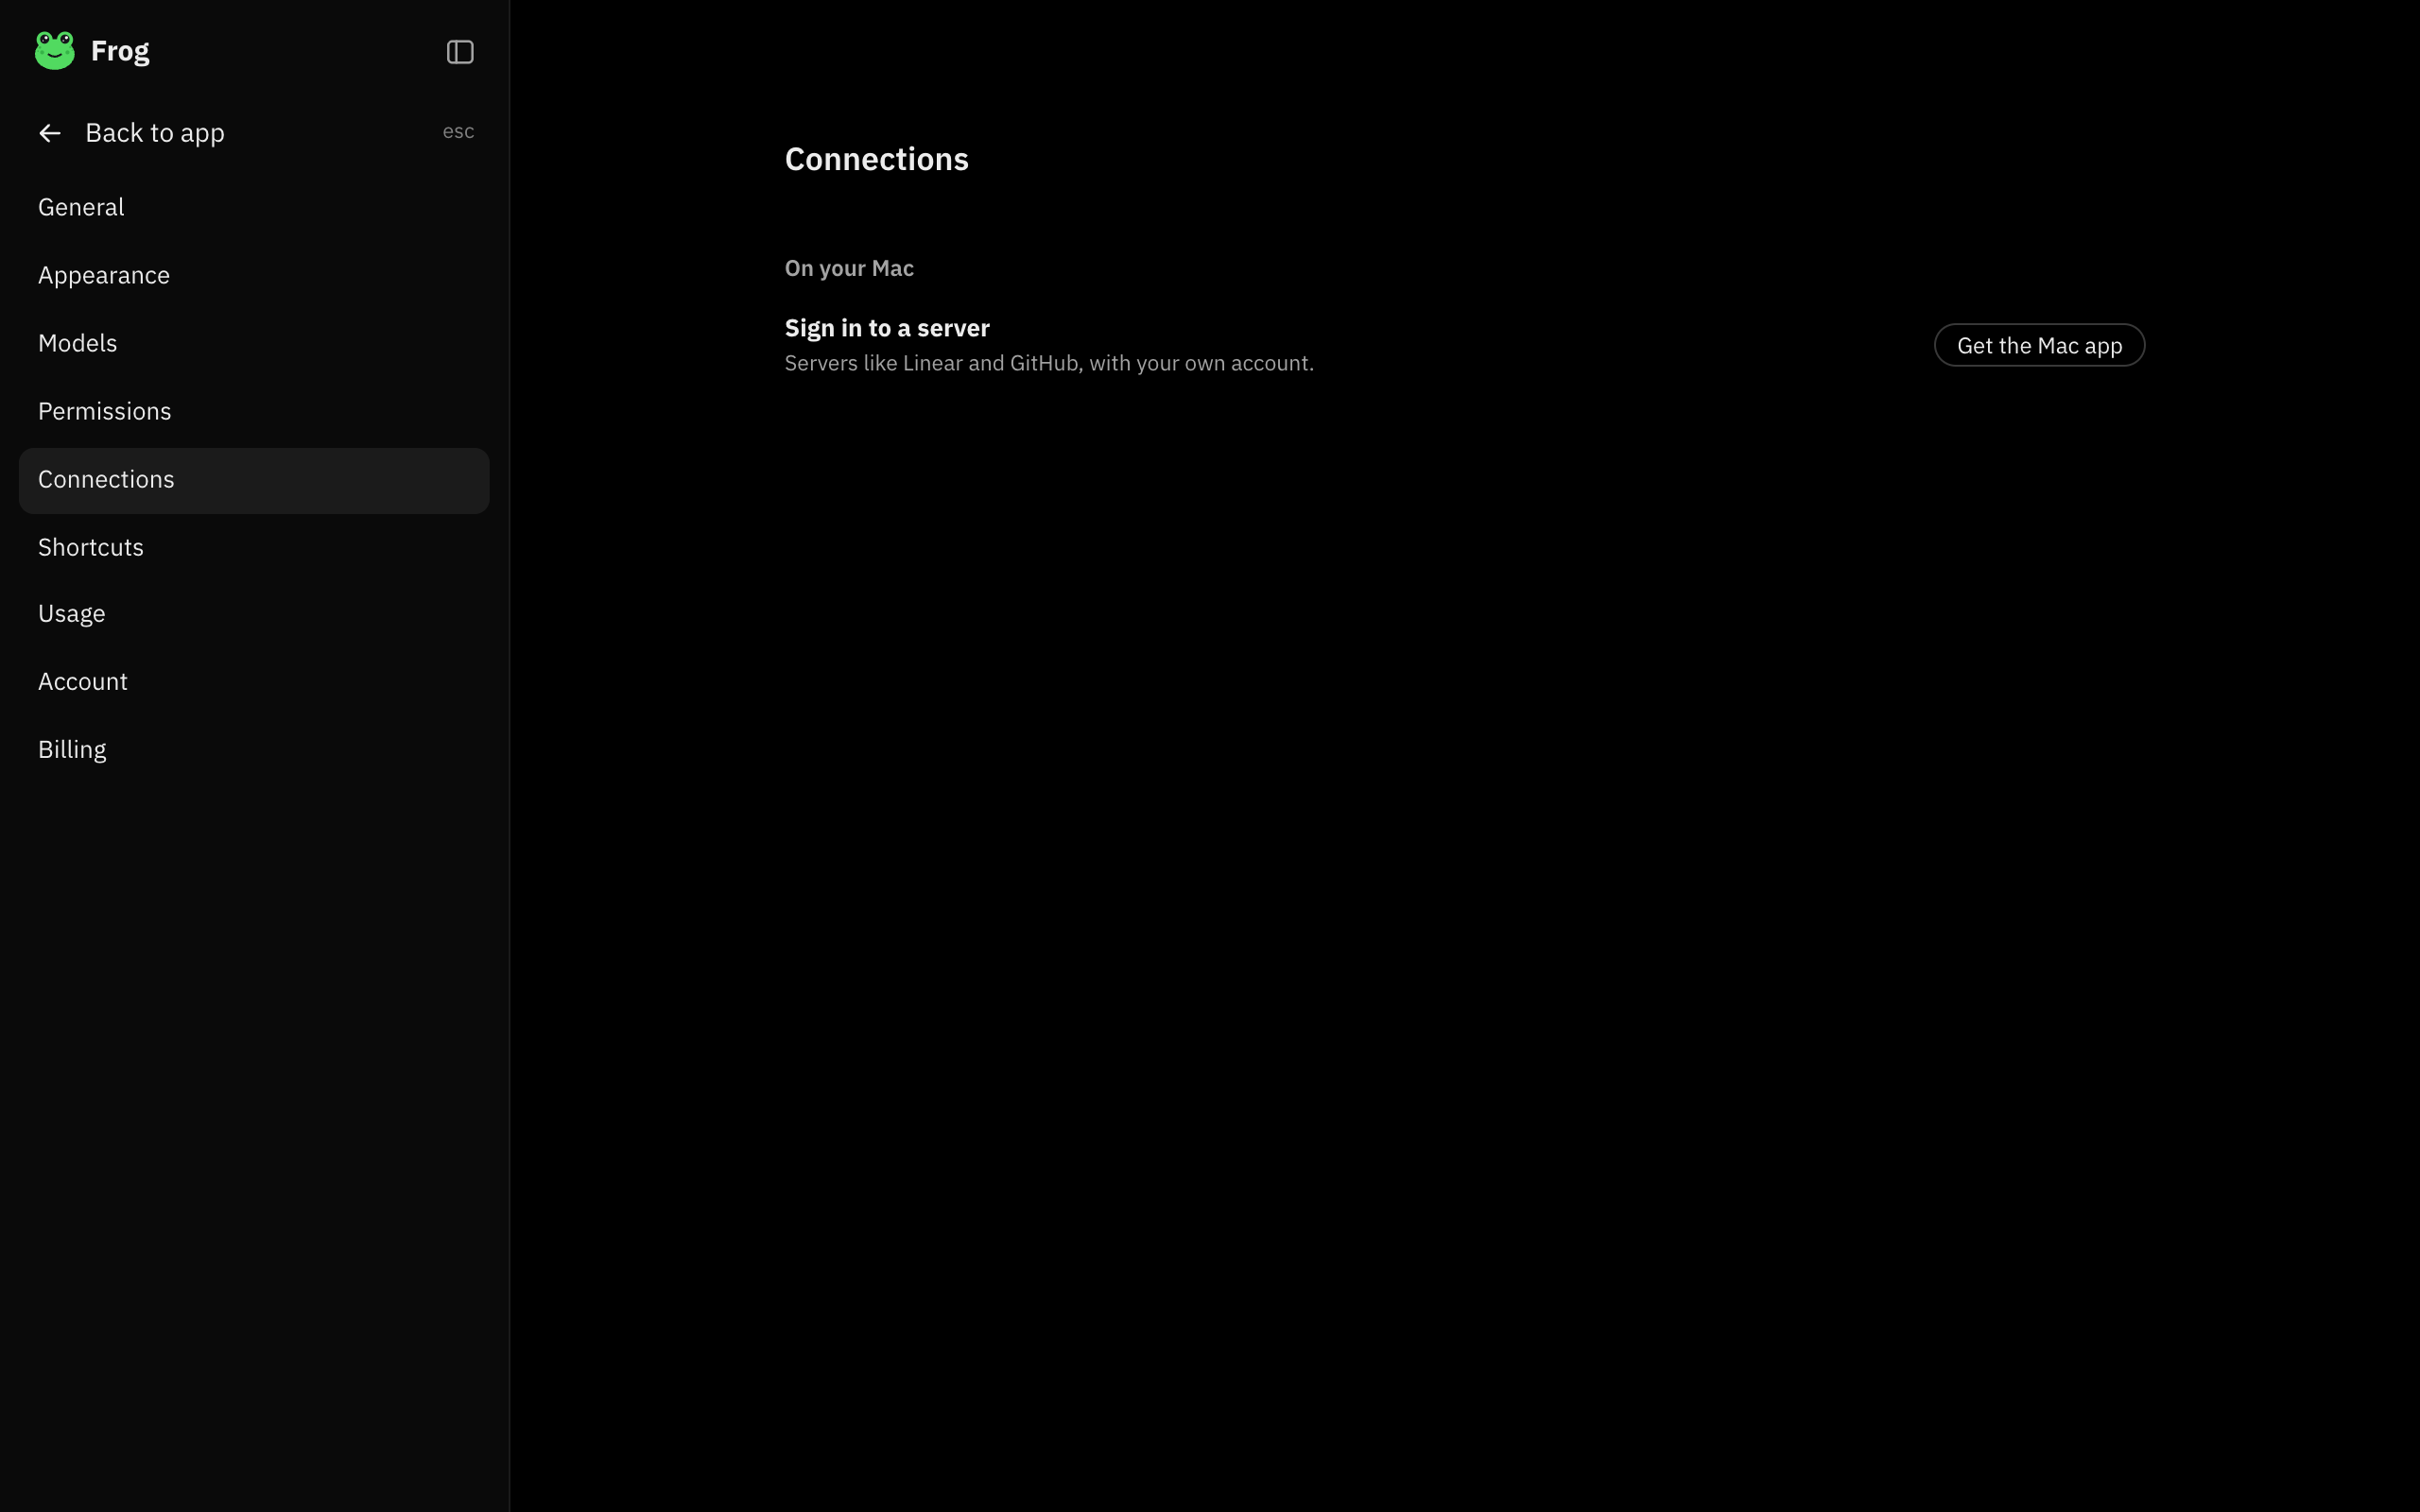 Frog
Back to app
esc
General
Appearance
Models
Permissions
Connections
Shortcuts
Usage
Account
Billing
Connections
On your Mac
Sign in to a server
Servers like Linear and GitHub, with your own account.
Get the Mac app